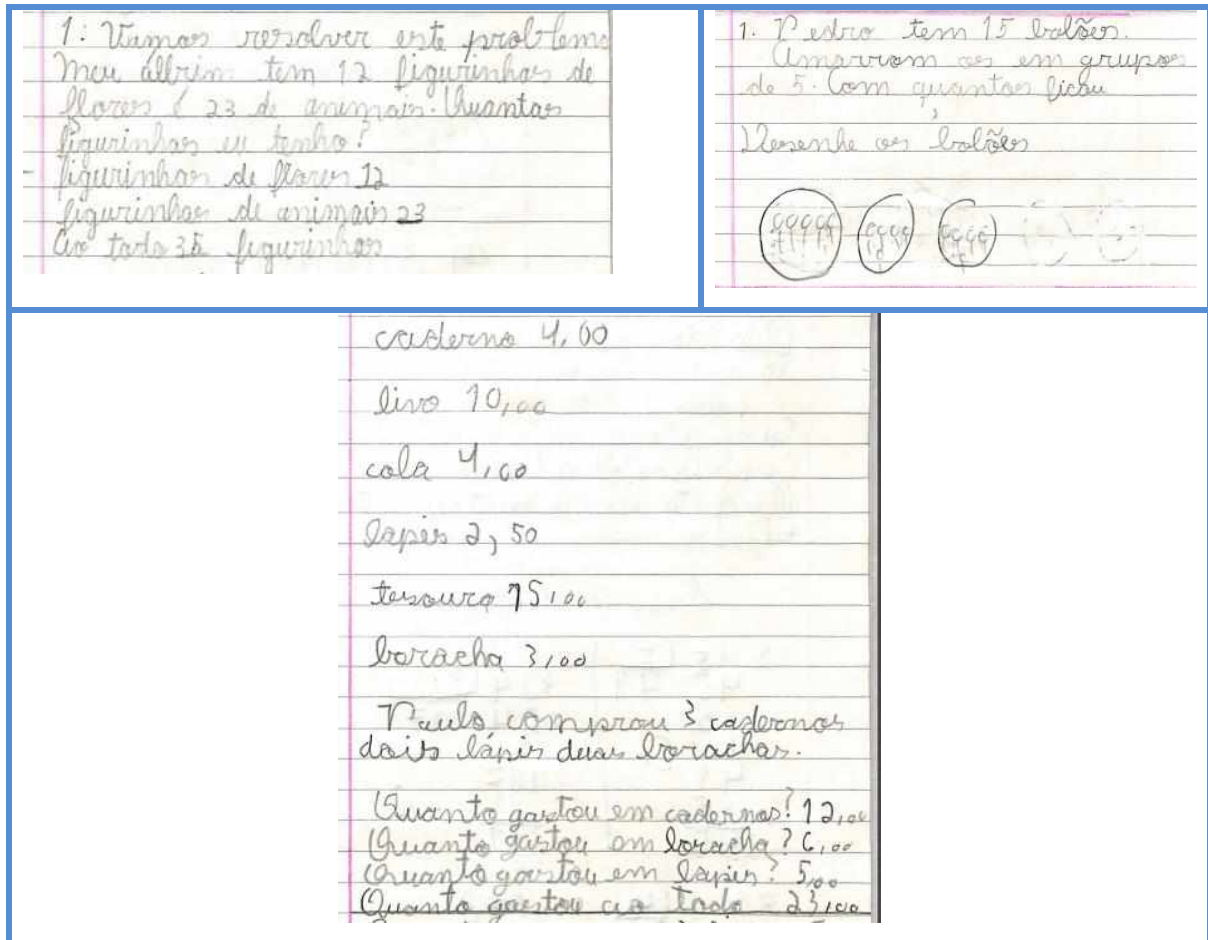 1: Vamos resolver este problema
Meu álbrim tem 12 figurinhas de
flores e 23 de animais. Quantas
figurinhas eu tenho?
- figurinhas de flores 12
figurinhas de animais 23
Ao todo 35 figurinhas
1. Pedro tem 15 balões.
Amarrom os em grupos
de 5. Com quantos ficou
Desenhe os balões
caderno 4,00
livo 10,00
cola 4,00
lapis 2,50
tesoura 15,00
boracha 3,00
Paulo comprou 3 cadernos
dois lápis duas borachas.
Quanto gastou em cadernos? 12,00
Quanto gastou em boracha? 6,00
Quanto gastou em lapis? 5,00
Quanto gastou ao todo 23,00